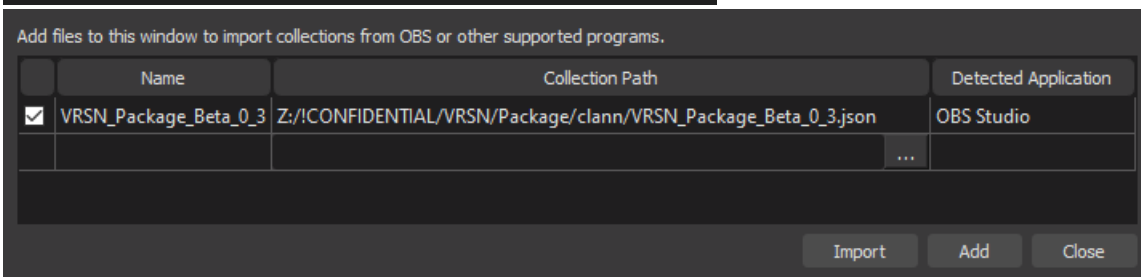 Add files to this window to import collections from OBS or other supported programs.
Name Collection Path Detected Application
VRSN_Package_Beta_0_3 Z:/!CONFIDENTIAL/VRSN/Package/clann/VRSN_Package_Beta_0_3.json OBS Studio
...
Import Add Close